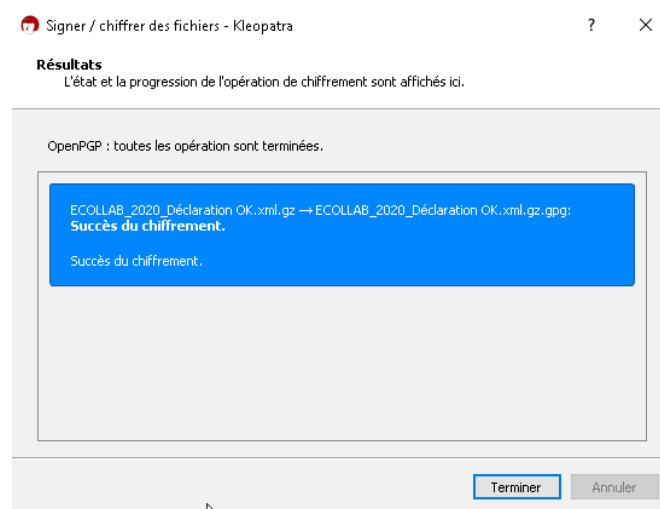 Signer / chiffrer des fichiers - Kleopatra
?
Résultats
L'état et la progression de l'opération de chiffrement sont affichés ici.
OpenPGP : toutes les opération sont terminées.
ECOLLAB_2020_Déclaration OK.xml.gz → ECOLLAB_2020_Déclaration OK.xml.gz.gpg:
Succès du chiffrement.
Succès du chiffrement.
Terminer
Annuler